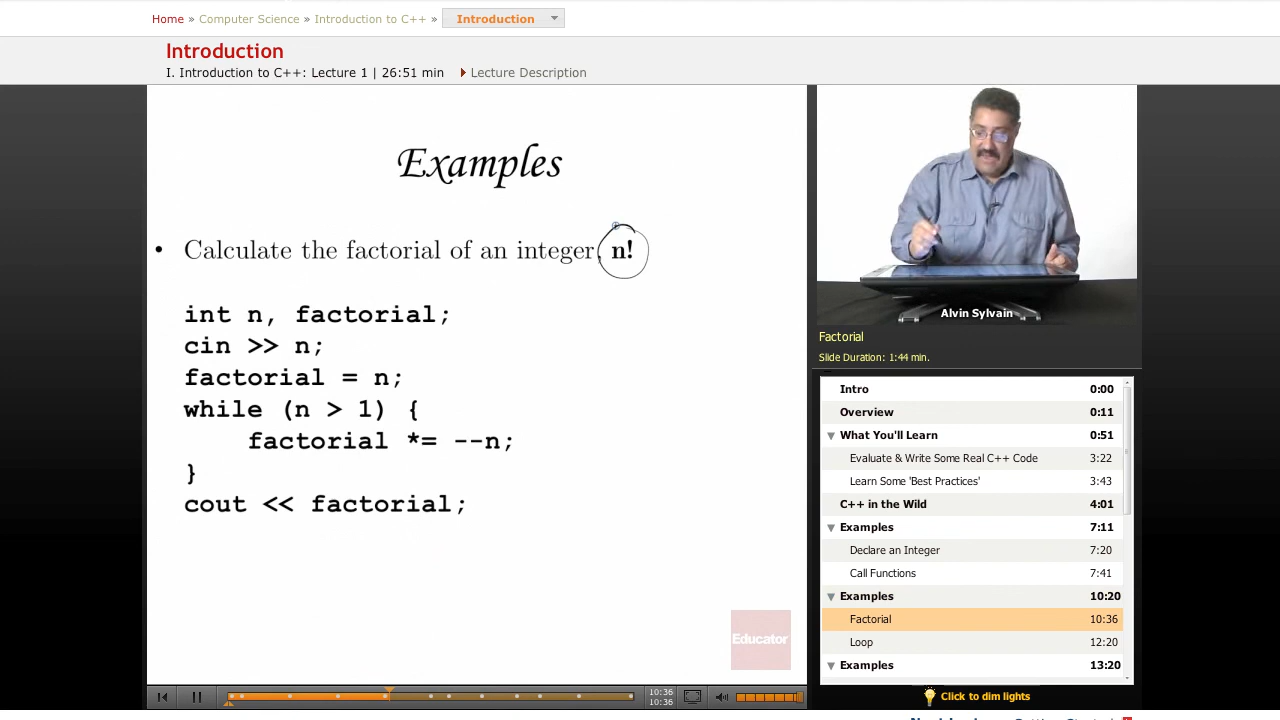 Home » Computer Science » Introduction to C++ » Introduction
Introduction
I. Introduction to C++: Lecture 1 | 26:51 min Lecture Description
Examples
• Calculate the factorial of an integer, n!
int n, factorial;
cin >> n;
factorial = n;
while (n > 1) {
factorial *= --n;
}
cout << factorial;
Educator
Alvin Sylvain
Factorial
Slide Duration: 1:44 min.
Intro 0:00
Overview 0:11
What You'll Learn 0:51
Evaluate & Write Some Real C++ Code 3:22
Learn Some 'Best Practices' 3:43
C++ in the Wild 4:01
Examples 7:11
Declare an Integer 7:20
Call Functions 7:41
Examples 10:20
Factorial 10:36
Loop 12:20
Examples 13:20
10:36
10:36
Click to dim lights